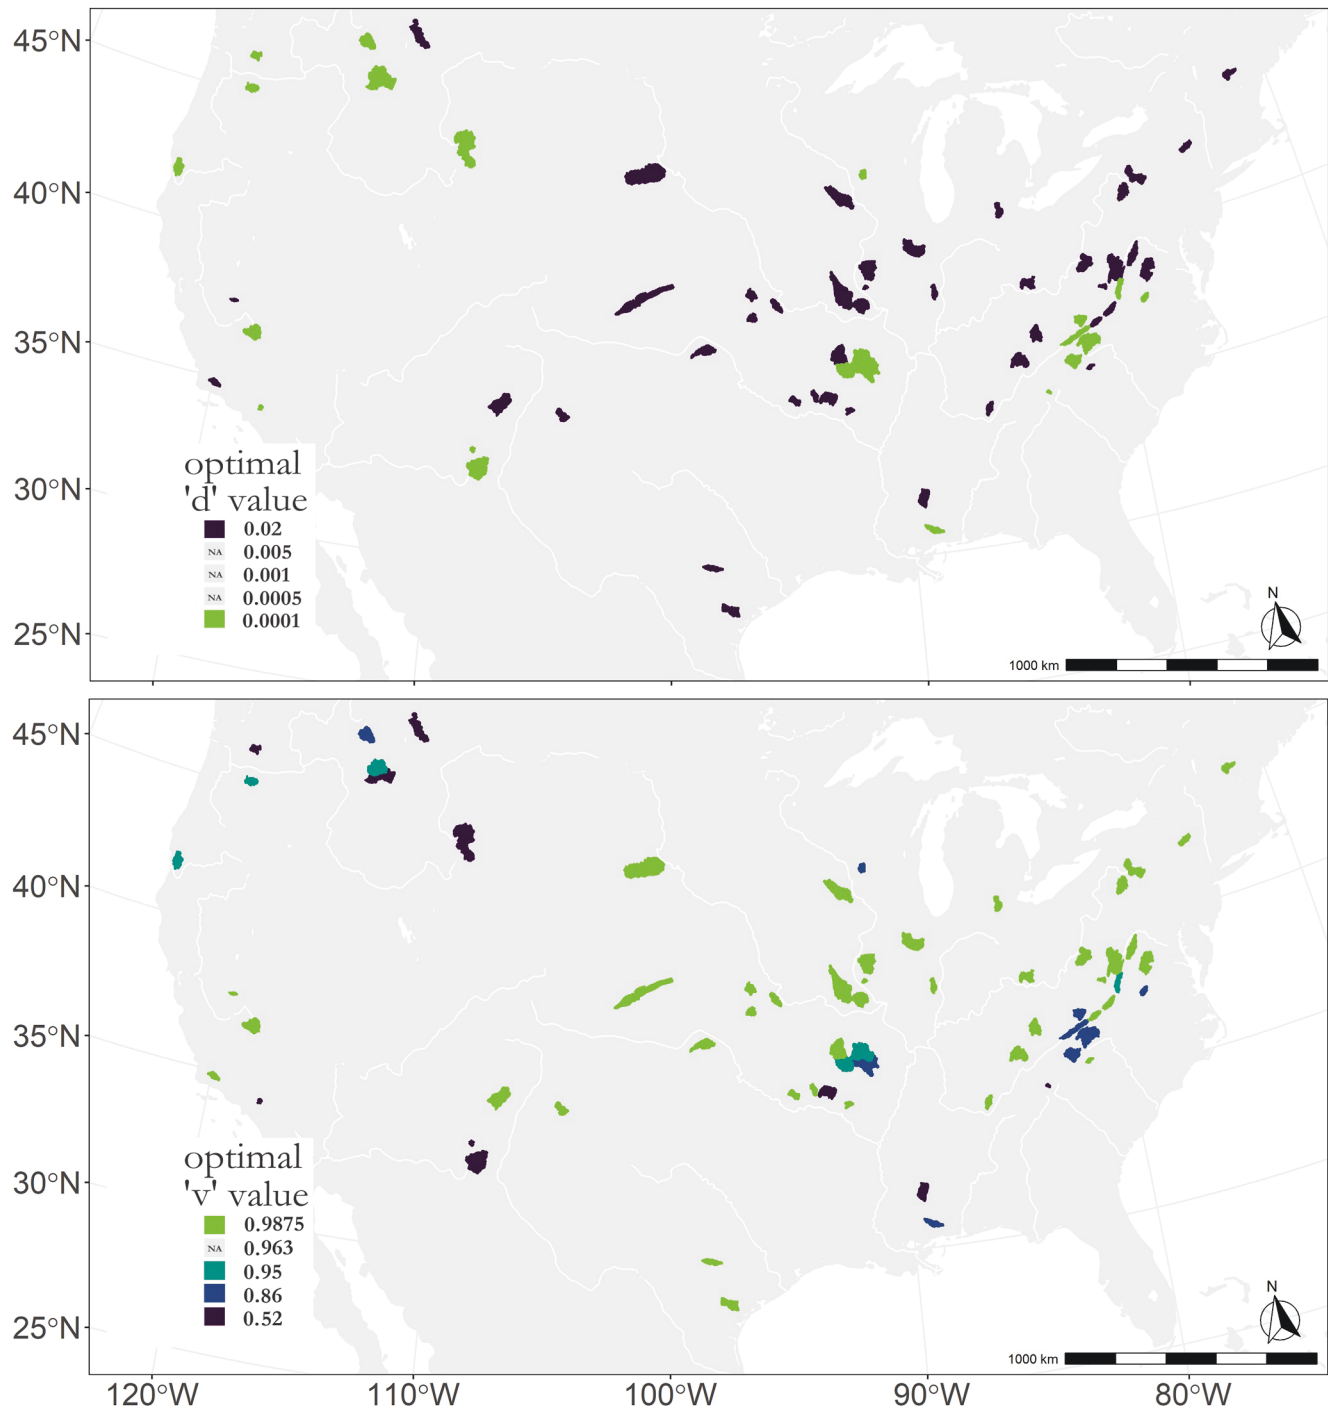 45°N
40°N
35°N
30°N
25°N
optimal
'd' value
0.02
NA 0.005
NA 0.001
NA 0.0005
0.0001
N
1000 km
45°N
40°N
35°N
30°N
25°N
optimal
'v' value
0.9875
NA 0.963
0.95
0.86
0.52
N
1000 km
120°W 110°W 100°W 90°W 80°W